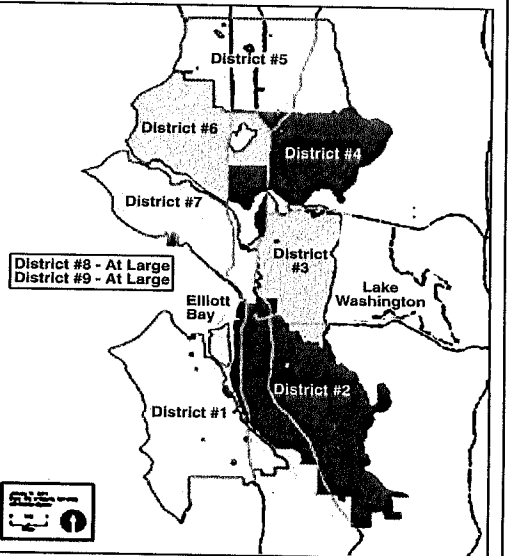 District #5
District #6
District #4
District #7
District
#3
District #8 - At Large
District #9 - At Large
Lake
Washington
Elliott
Bay
District #2
District #1